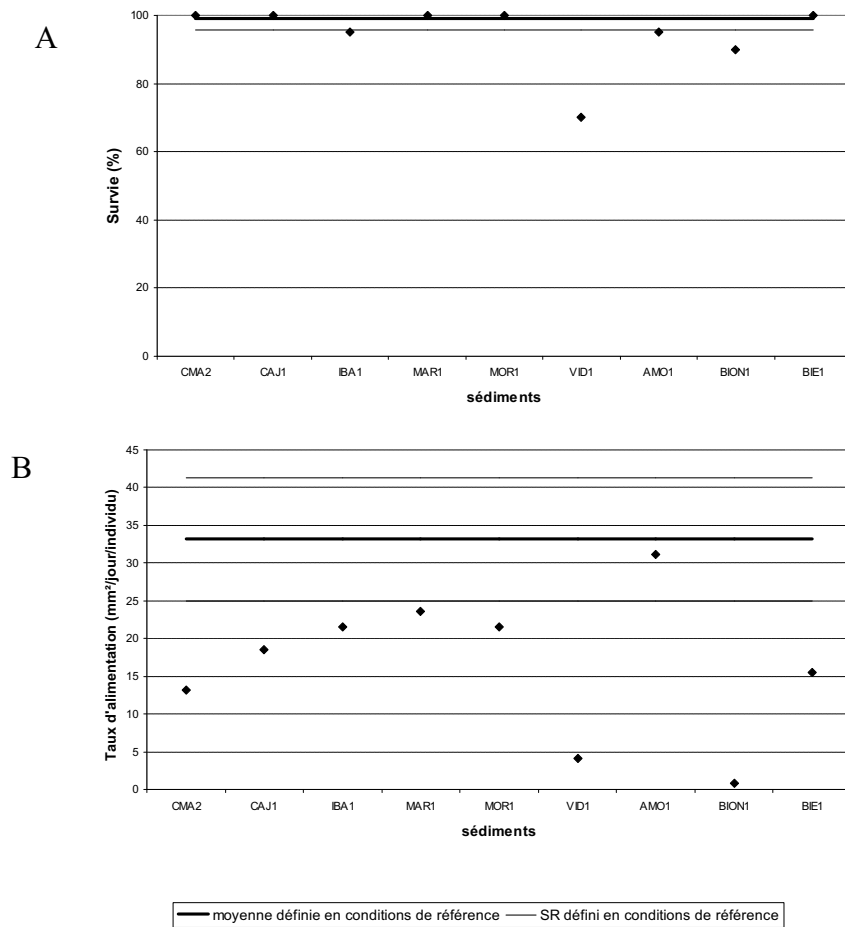 A
Survie (%)
100
80
60
40
20
0
CMA2 CAJ1 IBA1 MAR1 MOR1 VID1 AMO1 BION1 BIE1
sédiments
B
Taux d'alimentation (mm²/jour/individu)
45
40
35
30
25
20
15
10
5
0
CMA2 CAJ1 IBA1 MAR1 MOR1 VID1 AMO1 BION1 BIE1
sédiments
moyenne définie en conditions de référence SR défini en conditions de référence